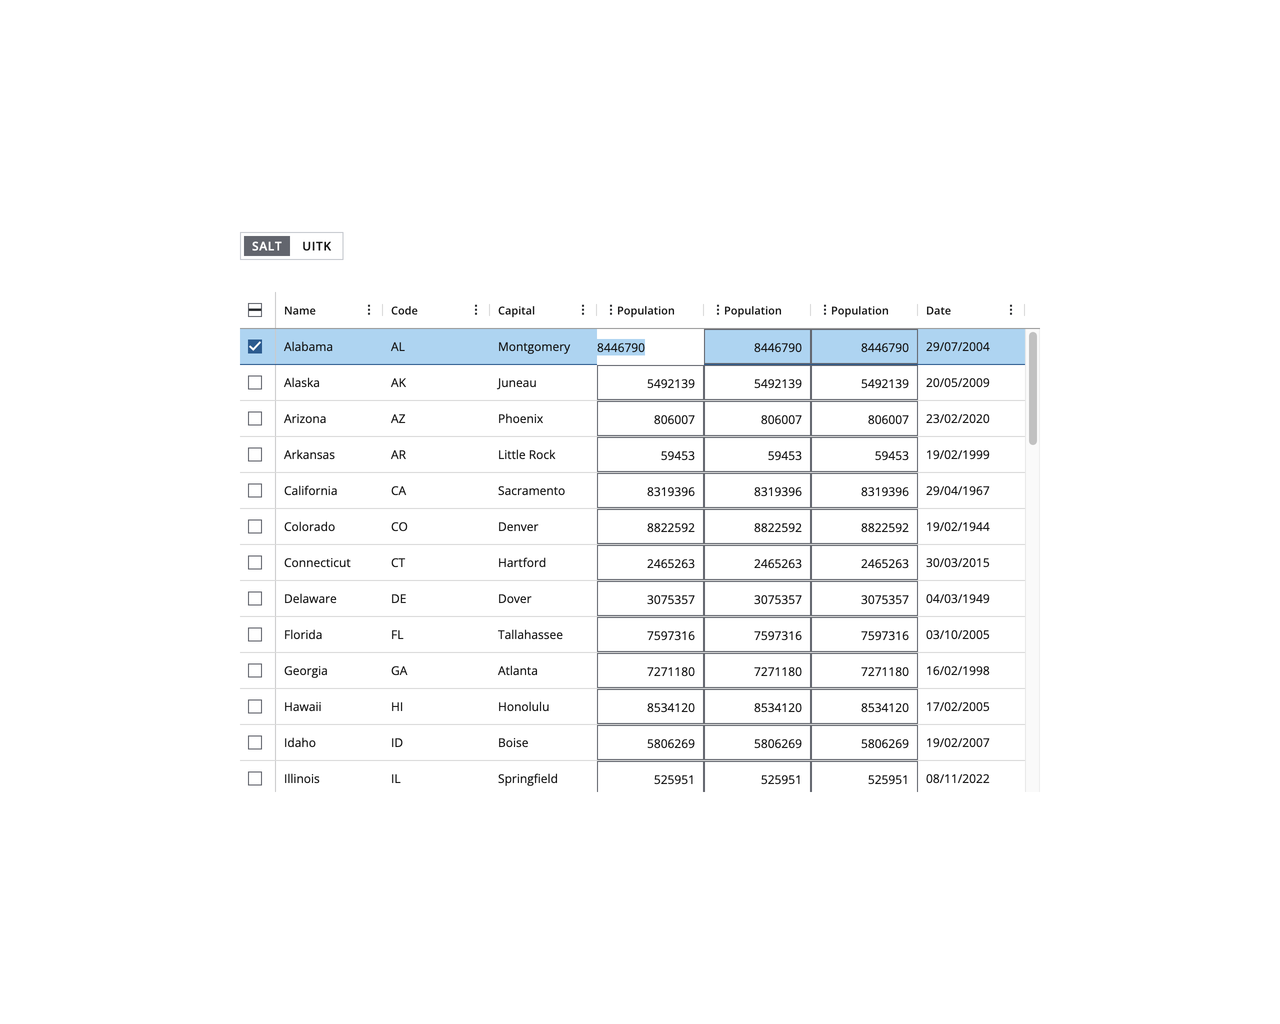 SALT UITK
Name Code Capital Population Population Population Date
Alabama AL Montgomery 8446790 8446790 8446790 29/07/2004
Alaska AK Juneau 5492139 5492139 5492139 20/05/2009
Arizona AZ Phoenix 806007 806007 806007 23/02/2020
Arkansas AR Little Rock 59453 59453 59453 19/02/1999
California CA Sacramento 8319396 8319396 8319396 29/04/1967
Colorado CO Denver 8822592 8822592 8822592 19/02/1944
Connecticut CT Hartford 2465263 2465263 2465263 30/03/2015
Delaware DE Dover 3075357 3075357 3075357 04/03/1949
Florida FL Tallahassee 7597316 7597316 7597316 03/10/2005
Georgia GA Atlanta 7271180 7271180 7271180 16/02/1998
Hawaii HI Honolulu 8534120 8534120 8534120 17/02/2005
Idaho ID Boise 5806269 5806269 5806269 19/02/2007
Illinois IL Springfield 525951 525951 525951 08/11/2022